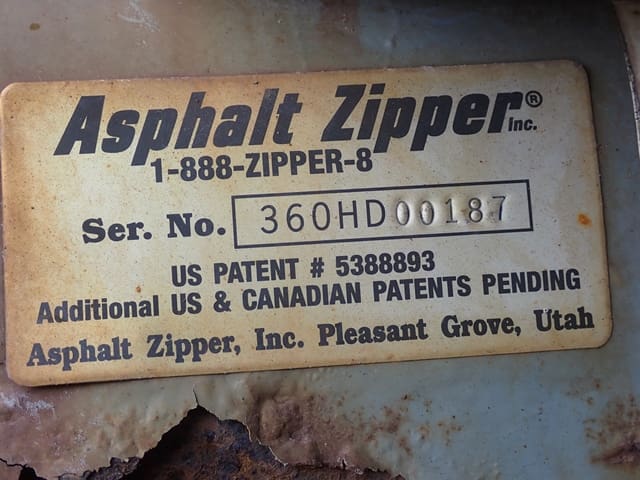 Asphalt Zipper® Inc.
1-888-ZIPPER-8
Ser. No. 360HD00187
US PATENT # 5388893
Additional US & CANADIAN PATENTS PENDING
Asphalt Zipper, Inc. Pleasant Grove, Utah